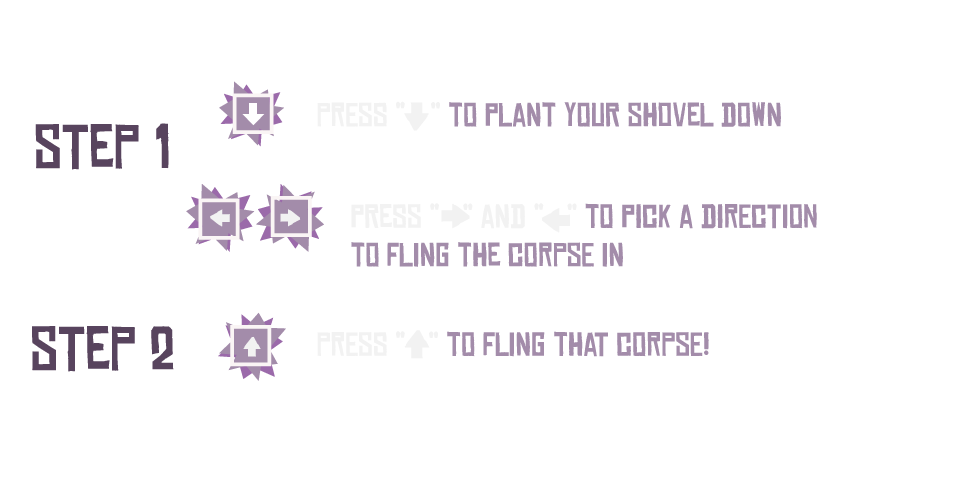 STEP 1
PRESS "⬇" TO PLANT YOUR SHOVEL DOWN
PRESS "➡" AND "⬅" TO PICK A DIRECTION
TO FLING THE CORPSE IN
STEP 2
PRESS "⬆" TO FLING THAT CORPSE!